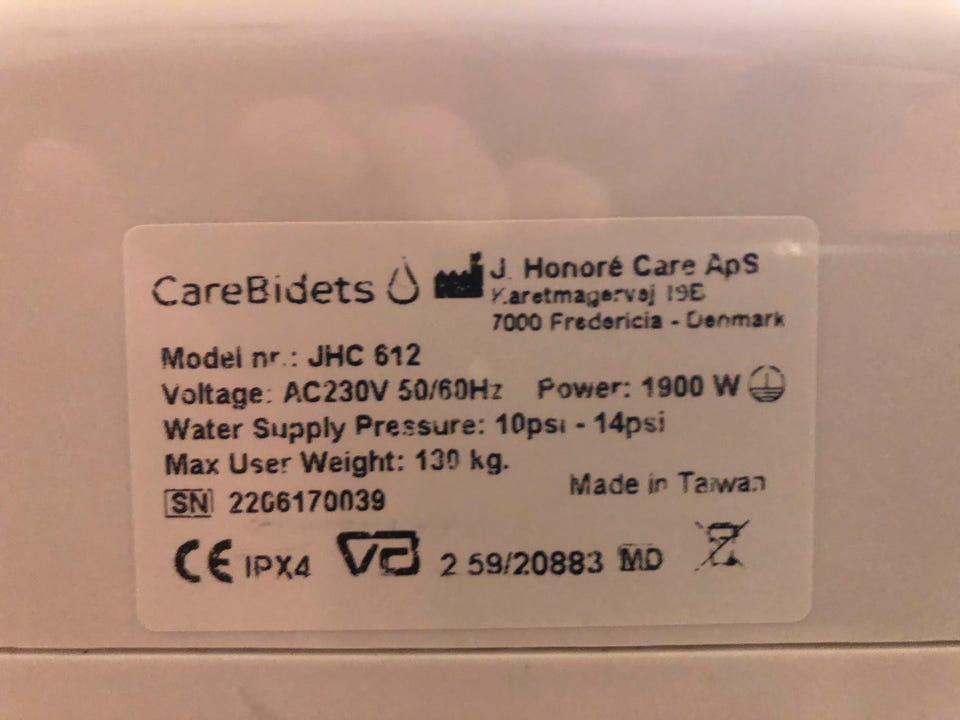 CareBidets
J. Honoré Care ApS
Karetmagervej 19B
7000 Fredericia - Denmark
Model nr.: JHC 612
Voltage: AC230V 50/60Hz Power: 1900 W
Water Supply Pressure: 10psi - 14psi
Max User Weight: 130 kg.
Made in Taiwan
SN 2206170039
CE IPX4 VA 2.59/20883 MD